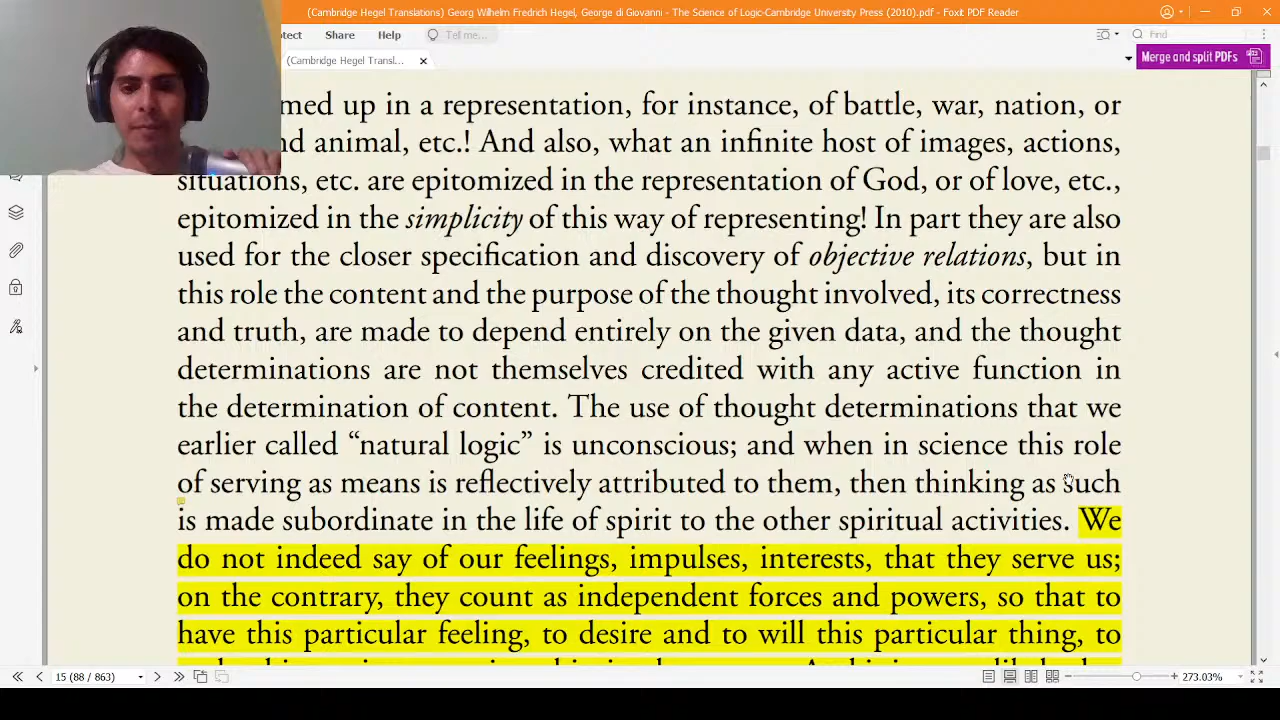 (Cambridge Hegel Translations) Georg Wilhelm Fredrich Hegel, George di Giovanni - The Science of Logic-Cambridge University Press (2010).pdf - Foxit PDF Reader
Share Help Tell me... Find
(Cambridge Hegel Transl... Merge and split PDFs
up in a representation, for instance, of battle, war, nation, or
animal, etc.! And also, what an infinite host of images, actions,
situations, etc. are epitomized in the representation of God, or of love, etc.,
epitomized in the simplicity of this way of representing! In part they are also
used for the closer specification and discovery of objective relations, but in
this role the content and the purpose of the thought involved, its correctness
and truth, are made to depend entirely on the given data, and the thought
determinations are not themselves credited with any active function in
the determination of content. The use of thought determinations that we
earlier called “natural logic” is unconscious; and when in science this role
of serving as means is reflectively attributed to them, then thinking as such
is made subordinate in the life of spirit to the other spiritual activities. We
do not indeed say of our feelings, impulses, interests, that they serve us;
on the contrary, they count as independent forces and powers, so that to
have this particular feeling, to desire and to will this particular thing, to
15 (88 / 863) 273.03%